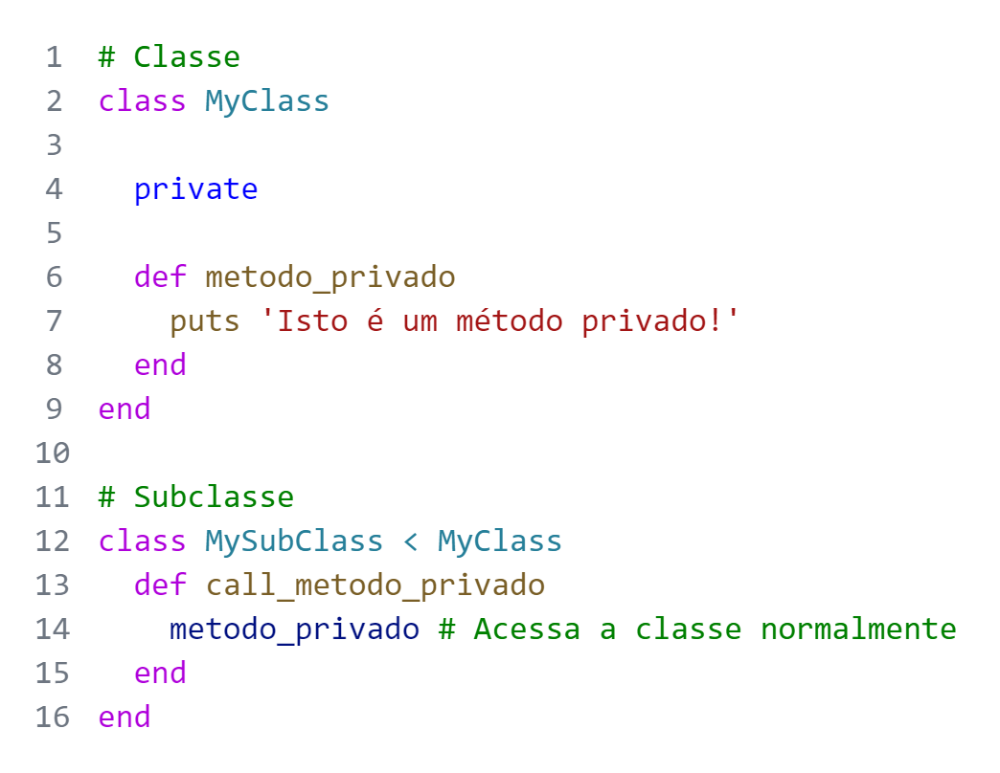 1 # Classe
2 class MyClass
3
4   private
5
6   def metodo_privado
7     puts 'Isto é um método privado!'
8   end
9 end
10
11 # Subclasse
12 class MySubClass < MyClass
13   def call_metodo_privado
14     metodo_privado # Acessa a classe normalmente
15   end
16 end